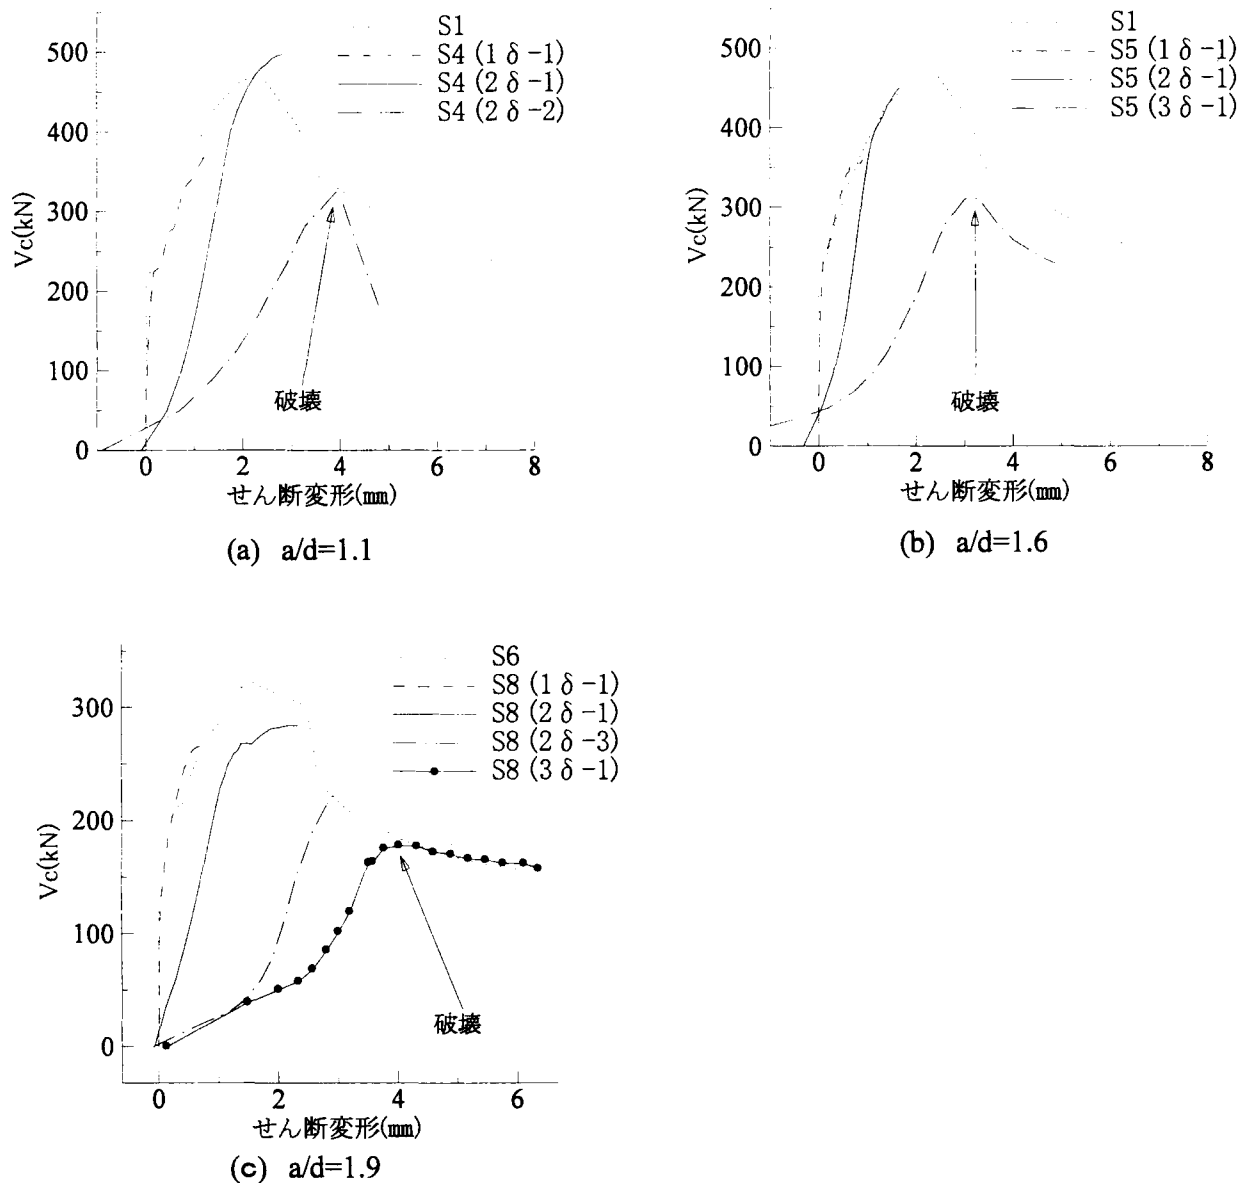 S1
S4 (1 δ -1)
S4 (2 δ -1)
S4 (2 δ -2)
500
400
300
200
100
0
Vc(kN)
破壊
0 2 4 6 8
せん断変形(mm)
(a) a/d=1.1
S1
S5 (1 δ -1)
S5 (2 δ -1)
S5 (3 δ -1)
500
400
300
200
100
0
Vc(kN)
破壊
0 2 4 6 8
せん断変形(mm)
(b) a/d=1.6
S6
S8 (1 δ -1)
S8 (2 δ -1)
S8 (2 δ -3)
S8 (3 δ -1)
300
200
100
0
Vc(kN)
破壊
0 2 4 6
せん断変形(mm)
(c) a/d=1.9